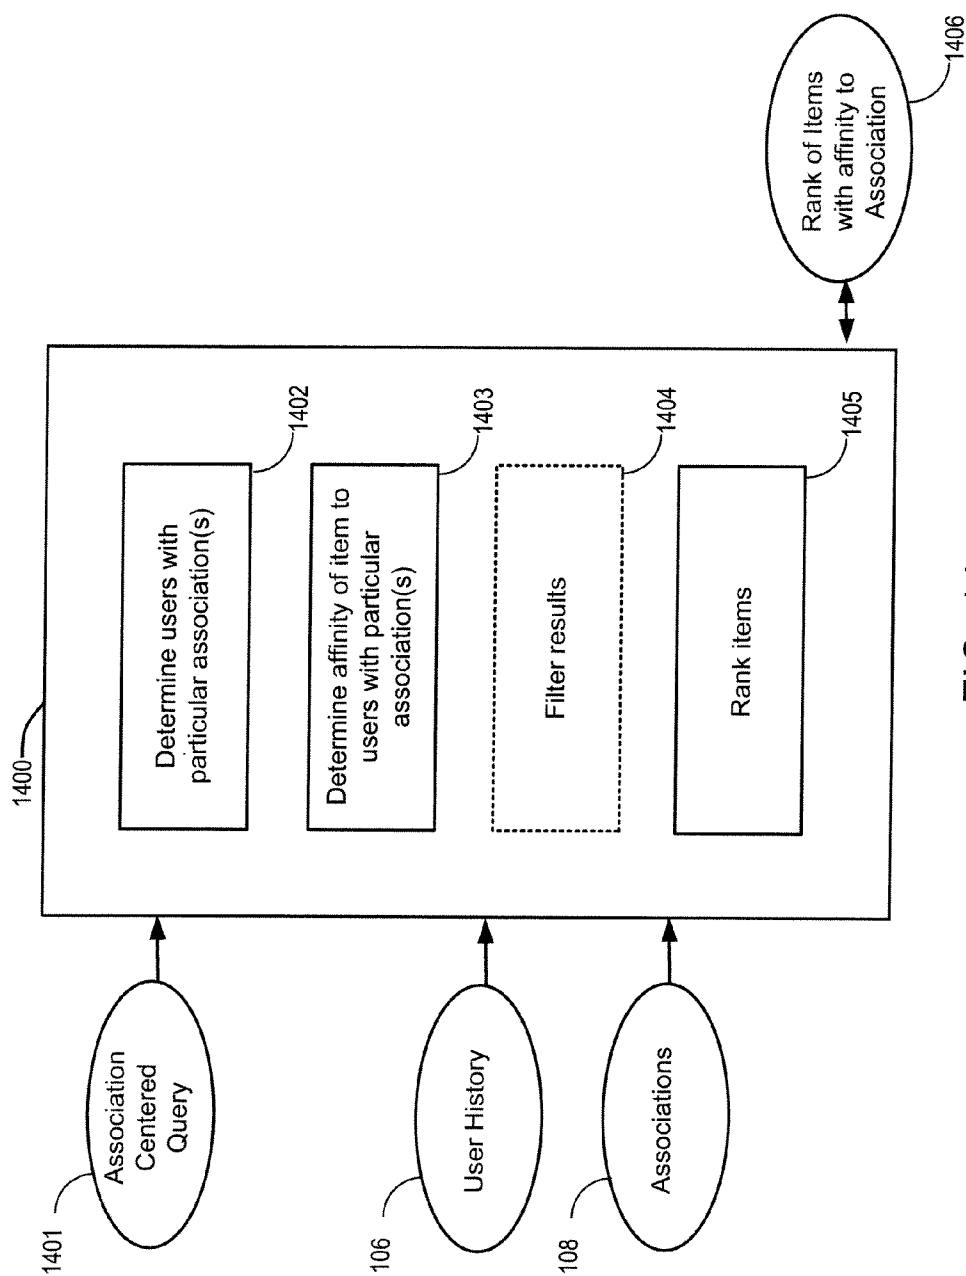 1400
1401
Association
Centered
Query
106
User History
108
Associations
Determine users with
particular association(s)
1402
Determine affinity of item to
users with particular
association(s)
1403
Filter results
1404
Rank items
1405
Rank of Items
with affinity to
Association
1406
FIG.